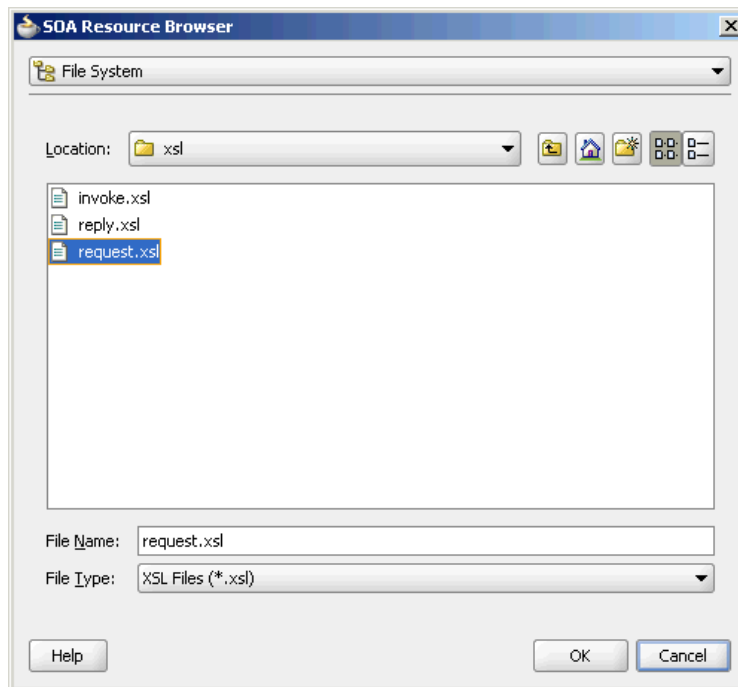 SOA Resource Browser
File System
Location: xsl
invoke.xsl
reply.xsl
request.xsl
File Name: request.xsl
File Type: XSL Files (*.xsl)
Help OK Cancel